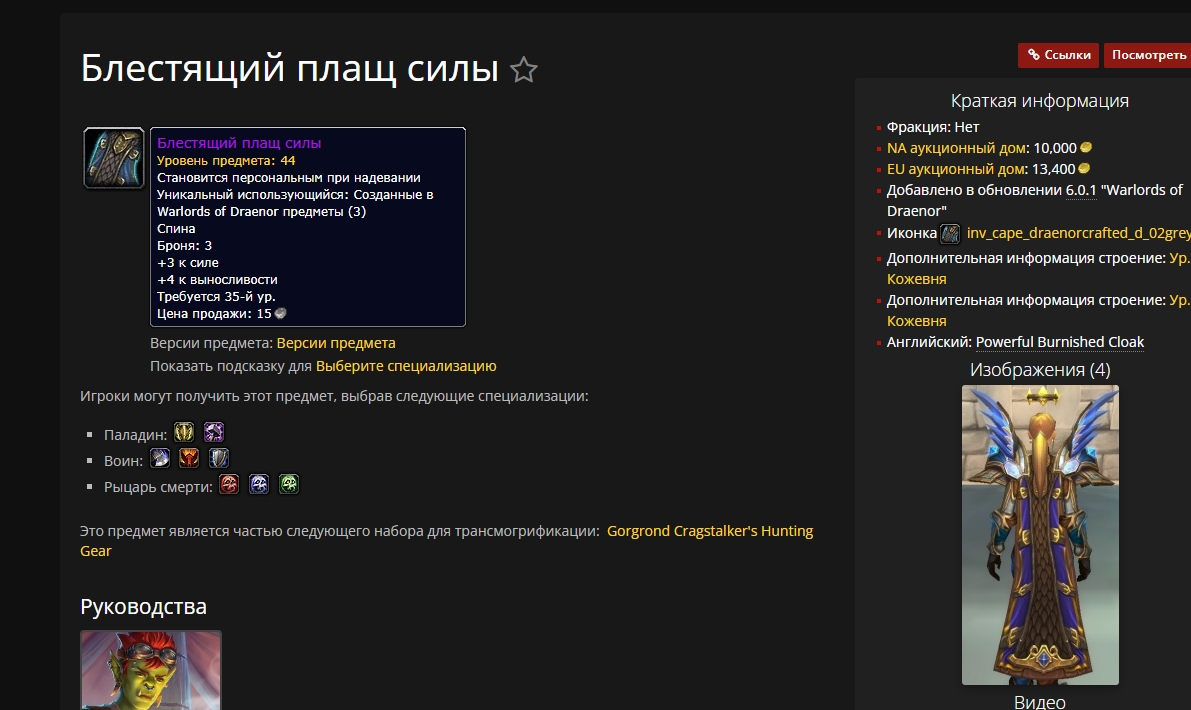 Блестящий плащ силы
Блестящий плащ силы
Уровень предмета: 44
Становится персональным при надевании
Уникальный использующийся: Созданные в
Warlords of Draenor предметы (3)
Спина
Броня: 3
+3 к силе
+4 к выносливости
Требуется 35-й ур.
Цена продажи: 15
Версии предмета: Версии предмета
Показать подсказку для Выберите специализацию
Игроки могут получить этот предмет, выбрав следующие специализации:
Паладин:
Воин:
Рыцарь смерти:
Это предмет является частью следующего набора для трансмогрификации: Gorgrond Cragstalker's Hunting
Gear
Руководства
Ссылки
Посмотреть
Краткая информация
Фракция: Нет
NA аукционный дом: 10,000
EU аукционный дом: 13,400
Добавлено в обновлении 6.0.1 "Warlords of
Draenor"
Иконка inv_cape_draenorcrafted_d_02grey
Дополнительная информация строение: Ур.
Кожевня
Дополнительная информация строение: Ур.
Кожевня
Английский: Powerful Burnished Cloak
Изображения (4)
Видео